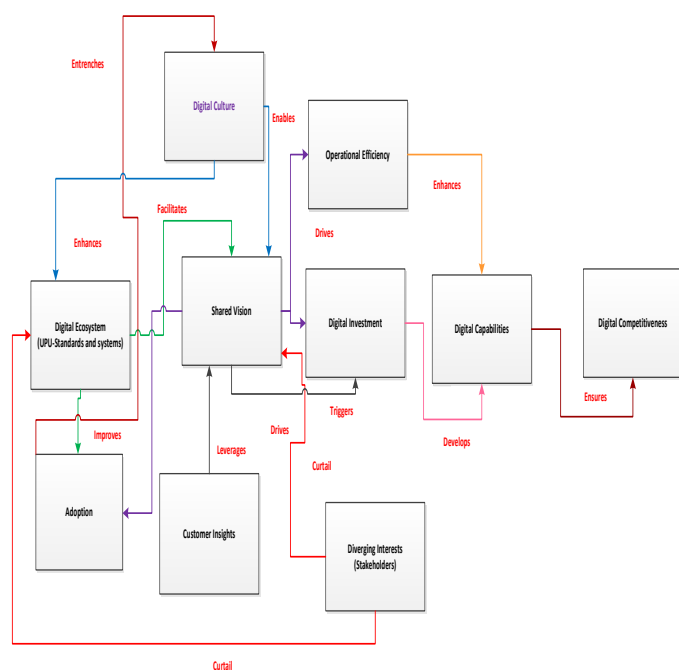 Entrenches
Digital Culture
Enables
Operational Efficiency
Facilitates
Enhances
Drives
Enhances
Shared Vision
Digital Ecosystem
(UPU-Standards and systems)
Digital Investment
Digital Capabilities
Digital Competitiveness
Ensures
Triggers
Improves
Drives
Develops
Leverages
Curtail
Adoption
Customer Insights
Diverging Interests
(Stakeholders)
Curtail